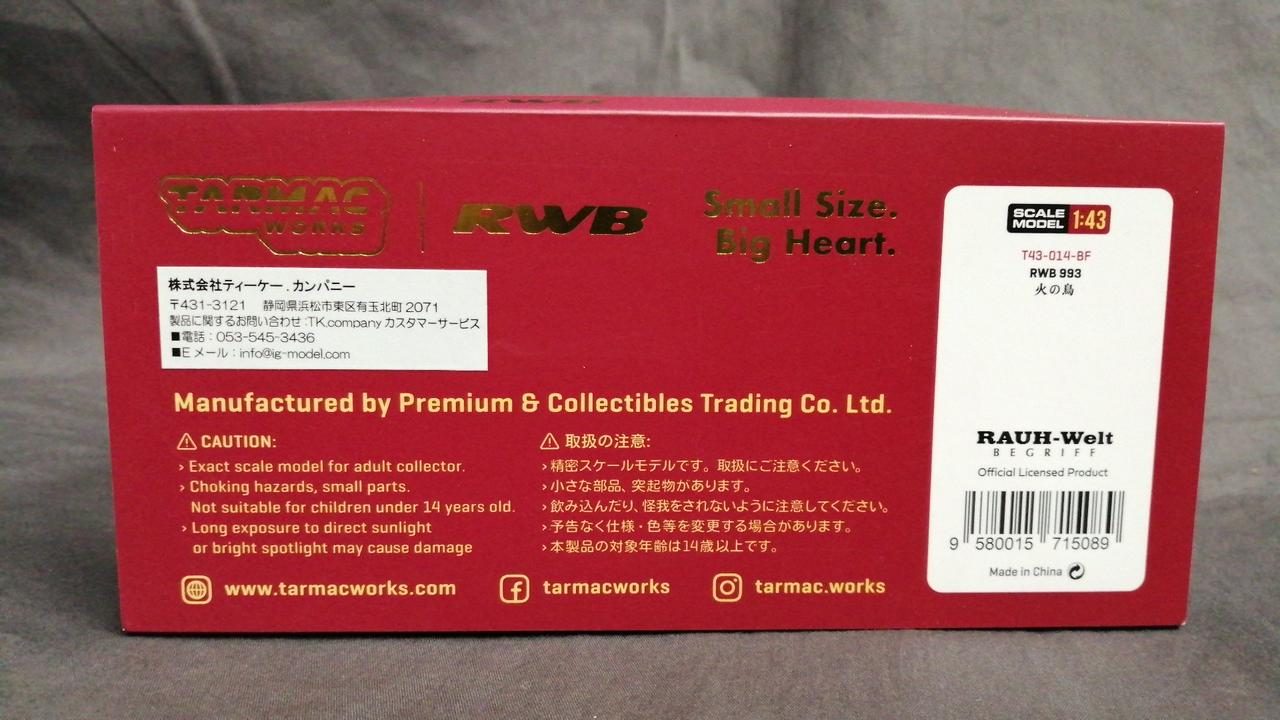 RWB
TARMAC
WORKS
RWB
Small Size.
Big Heart.
株式会社ティーケー.カンパニー
〒431-3121 静岡県浜松市東区有玉北町2071
製品に関するお問い合わせ:TK.company カスタマーサービス
■電話:053-545-3436
■Eメール:info@ig-model.com
Manufactured by Premium & Collectibles Trading Co. Ltd.
CAUTION:
› Exact scale model for adult collector.
› Choking hazards, small parts.
Not suitable for children under 14 years old.
› Long exposure to direct sunlight
or bright spotlight may cause damage
取扱の注意:
›精密スケールモデルです。取扱にご注意ください。
›小さな部品、突起物があります。
›飲み込んだり、怪我をされないように注意してください。
›予告なく仕様・色等を変更する場合があります。
›本製品の対象年齢は14歳以上です。
www.tarmacworks.com
tarmacworks
tarmac.works
SCALE
MODEL 1:43
T43-014-BF
RWB 993
火の鳥
RAUH-Welt
BEGRIFF
Official Licensed Product
9 580015 715089
Made in China